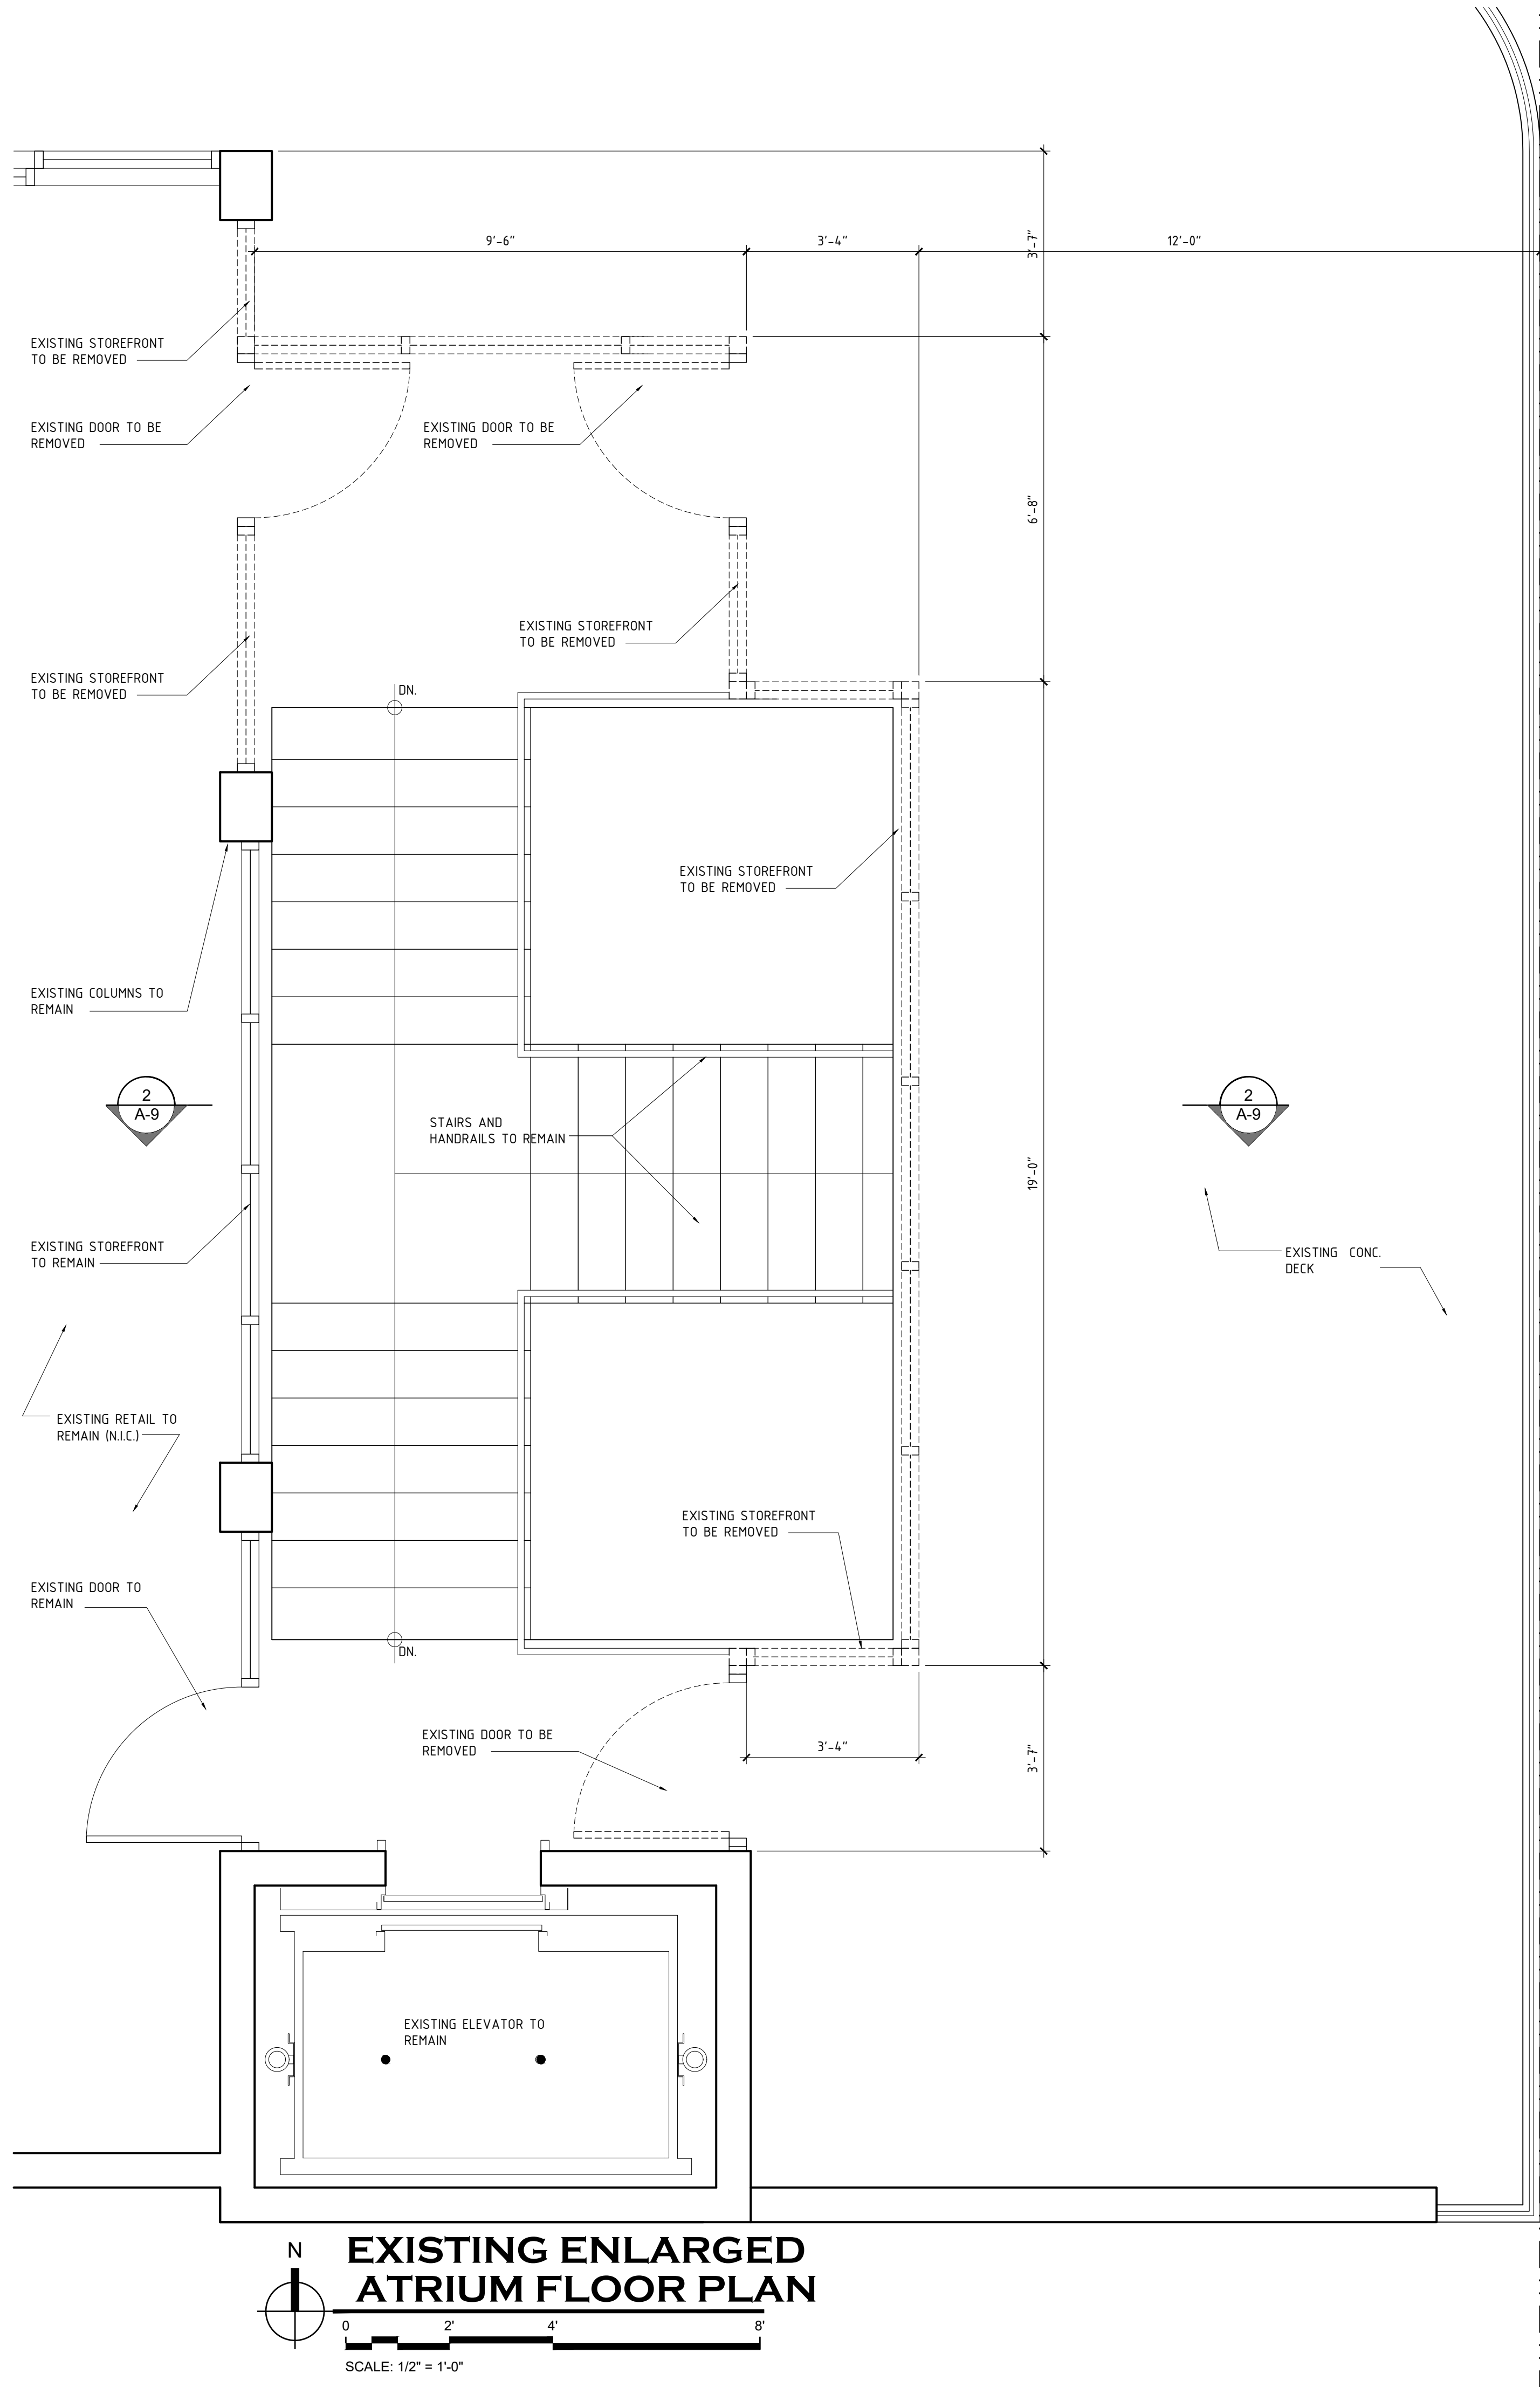 9'-6"
3'-4"
12'-0"
3'-7"
EXISTING STOREFRONT
TO BE REMOVED
EXISTING DOOR TO BE
REMOVED
EXISTING DOOR TO BE
REMOVED
6'-8"
EXISTING STOREFRONT
TO BE REMOVED
EXISTING STOREFRONT
TO BE REMOVED
DN.
EXISTING STOREFRONT
TO BE REMOVED
EXISTING COLUMNS TO
REMAIN
2
A-9
2
A-9
STAIRS AND
HANDRAILS TO REMAIN
19'-0"
EXISTING STOREFRONT
TO REMAIN
EXISTING CONC.
DECK
EXISTING RETAIL TO
REMAIN (N.I.C.)
EXISTING STOREFRONT
TO BE REMOVED
EXISTING DOOR TO
REMAIN
DN.
EXISTING DOOR TO BE
REMOVED
3'-4"
3'-7"
EXISTING ELEVATOR TO
REMAIN
N
EXISTING ENLARGED
ATRIUM FLOOR PLAN
0 2' 4' 8'
SCALE: 1/2" = 1'-0"